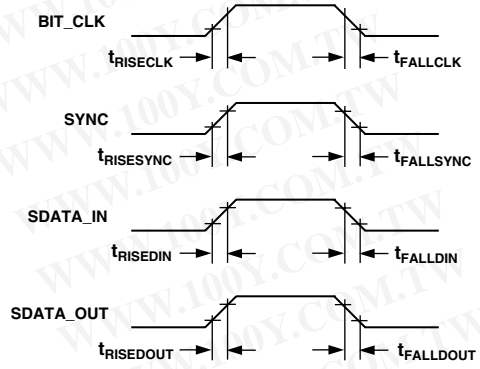 BIT_CLK
tRISECLK
tFALLCLK
SYNC
tRISESYNC
tFALLSYNC
SDATA_IN
tRISEDIN
tFALLDIN
SDATA_OUT
tRISEDOUT
tFALLDOUT
WWW.100Y.COM.TW